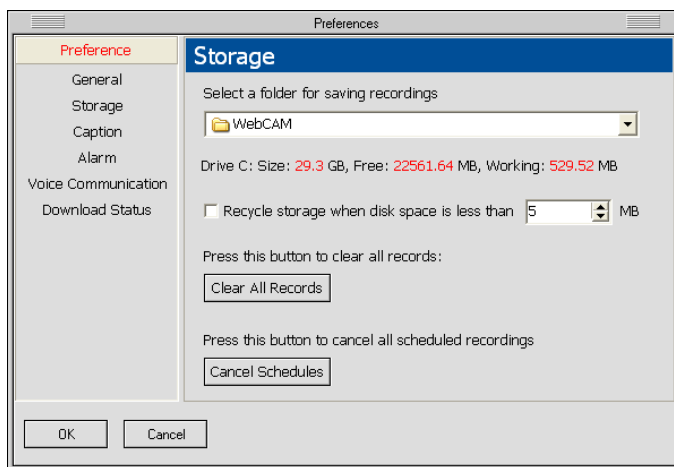 Preferences
Preference
General
Storage
Caption
Alarm
Voice Communication
Download Status
Storage
Select a folder for saving recordings
WebCAM
Drive C: Size: 29.3 GB, Free: 22561.64 MB, Working: 529.52 MB
Recycle storage when disk space is less than 5 MB
Press this button to clear all records:
Clear All Records
Press this button to cancel all scheduled recordings
Cancel Schedules
OK Cancel